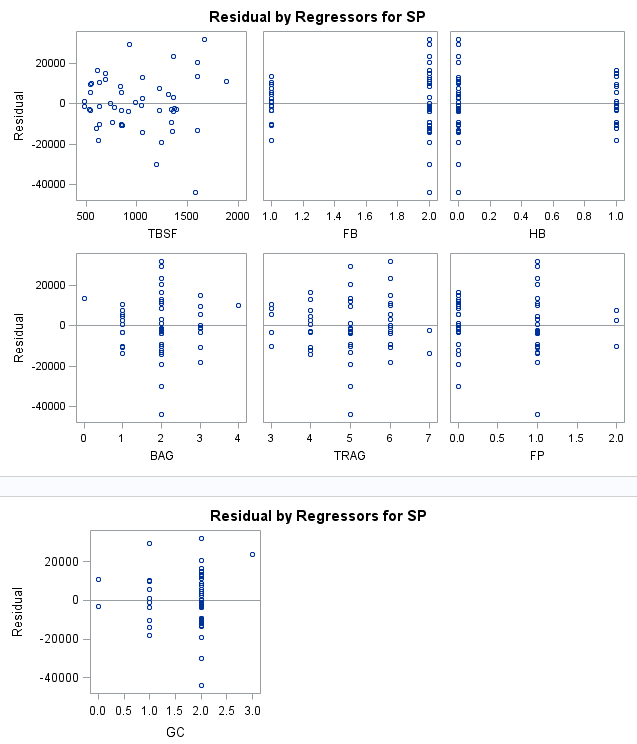 Residual by Regressors for SP
Residual
20000
0
-20000
-40000
500 1000 1500 2000
TBSF
1.0 1.2 1.4 1.6 1.8 2.0
FB
0.0 0.2 0.4 0.6 0.8 1.0
HB
Residual
20000
0
-20000
-40000
0 1 2 3 4
BAG
3 4 5 6 7
TRAG
0.0 0.5 1.0 1.5 2.0
FP
Residual by Regressors for SP
Residual
20000
0
-20000
-40000
0.0 0.5 1.0 1.5 2.0 2.5 3.0
GC